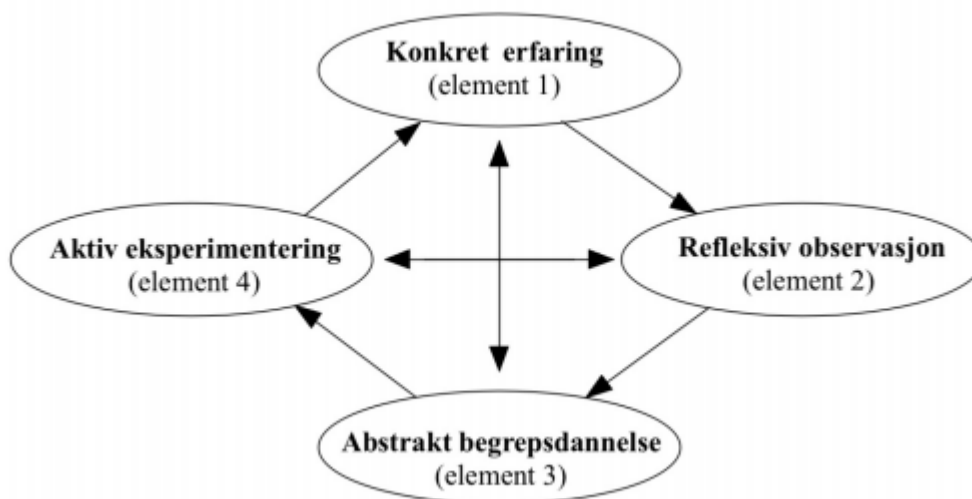 Konkret erfaring
(element 1)
Aktiv eksperimentering
(element 4)
Refleksiv observasjon
(element 2)
Abstrakt begrepsdannelse
(element 3)